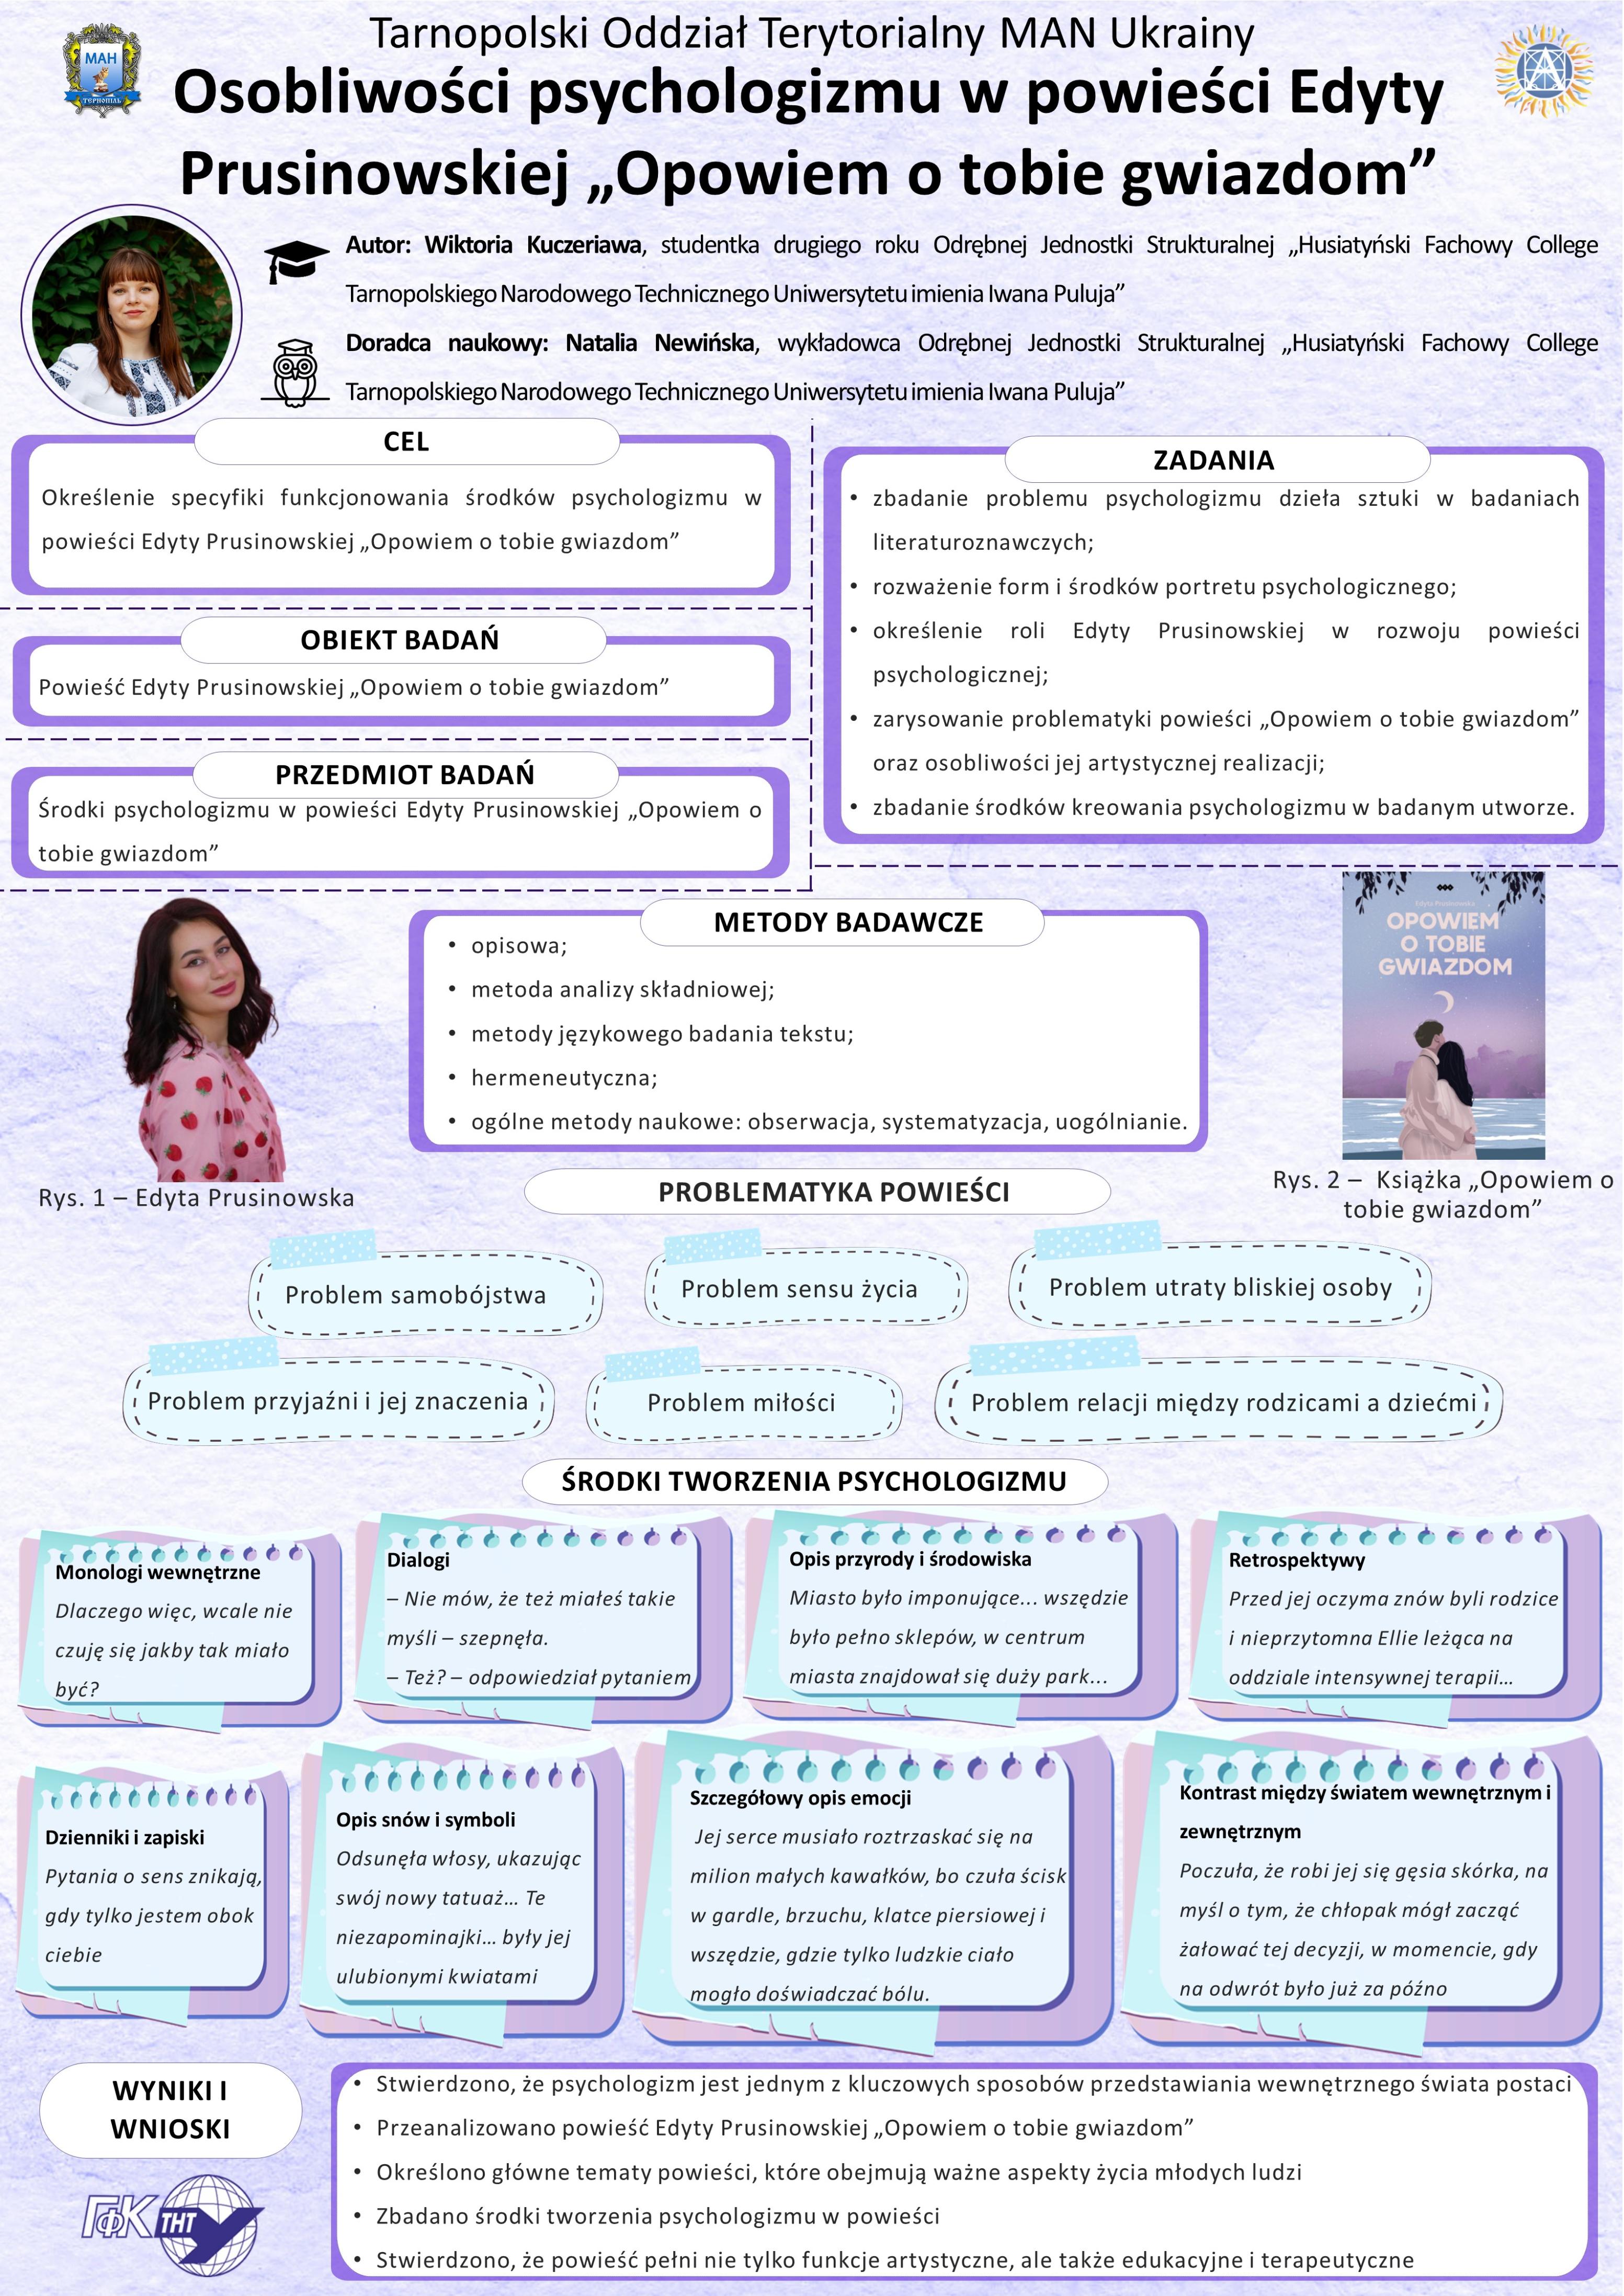 Tarnopolski Oddział Terytorialny MAN Ukrainy
МАН
ТЕРНОПІЛЬ
Osobliwości psychologizmu w powieści Edyty
Prusinowskiej „Opowiem o tobie gwiazdom”
Autor: Wiktoria Kuczeriawa, studentka drugiego roku Odrębnej Jednostki Strukturalnej „Husiatyński Fachowy College
Tarnopolskiego Narodowego Technicznego Uniwersytetu imienia Iwana Puluja”
Doradca naukowy: Natalia Newińska, wykładowca Odrębnej Jednostki Strukturalnej „Husiatyński Fachowy College
Tarnopolskiego Narodowego Technicznego Uniwersytetu imienia Iwana Puluja”
CEL
Określenie specyfiki funkcjonowania środków psychologizmu w
powieści Edyty Prusinowskiej „Opowiem o tobie gwiazdom”
OBIEKT BADAŃ
Powieść Edyty Prusinowskiej „Opowiem o tobie gwiazdom”
PRZEDMIOT BADAŃ
Środki psychologizmu w powieści Edyty Prusinowskiej „Opowiem o
tobie gwiazdom”
ZADANIA
• zbadanie problemu psychologizmu dzieła sztuki w badaniach
literaturoznawczych;
• rozważenie form i środków portretu psychologicznego;
• określenie roli Edyty Prusinowskiej w rozwoju powieści
psychologicznej;
• zarysowanie problematyki powieści „Opowiem o tobie gwiazdom”
oraz osobliwości jej artystycznej realizacji;
• zbadanie środków kreowania psychologizmu w badanym utworze.
METODY BADAWCZE
• opisowa;
• metoda analizy składniowej;
• metody językowego badania tekstu;
• hermeneutyczna;
• ogólne metody naukowe: obserwacja, systematyzacja, uogólnianie.
Rys. 1 – Edyta Prusinowska
Edyta Prusinowska
OPOWIEM
O TOBIE
GWIAZDOM
Rys. 2 – Książka „Opowiem o
tobie gwiazdom”
PROBLEMATYKA POWIEŚCI
Problem samobójstwa
Problem sensu życia
Problem utraty bliskiej osoby
Problem przyjaźni i jej znaczenia
Problem miłości
Problem relacji między rodzicami a dziećmi
ŚRODKI TWORZENIA PSYCHOLOGIZMU
Monologi wewnętrzne
Dlaczego więc, wcale nie
czuję się jakby tak miało
być?
Dialogi
– Nie mów, że też miałeś takie
myśli – szepnęła.
– Też? – odpowiedział pytaniem
Opis przyrody i środowiska
Miasto było imponujące... wszędzie
było pełno sklepów, w centrum
miasta znajdował się duży park...
Retrospektywy
Przed jej oczyma znów byli rodzice
i nieprzytomna Ellie leżąca na
oddziale intensywnej terapii…
Dzienniki i zapiski
Pytania o sens znikają,
gdy tylko jestem obok
ciebie
Opis snów i symboli
Odsunęła włosy, ukazując
swój nowy tatuaż… Te
niezapominajki… były jej
ulubionymi kwiatami
Szczegółowy opis emocji
Jej serce musiało roztrzaskać się na
milion małych kawałków, bo czuła ścisk
w gardle, brzuchu, klatce piersiowej i
wszędzie, gdzie tylko ludzkie ciało
mogło doświadczać bólu.
Kontrast między światem wewnętrznym i
zewnętrznym
Poczuła, że robi jej się gęsia skórka, na
myśl o tym, że chłopak mógł zacząć
żałować tej decyzji, w momencie, gdy
na odwrót było już za późno
WYNIKI I
WNIOSKI
ГФК ТНТУ
• Stwierdzono, że psychologizm jest jednym z kluczowych sposobów przedstawiania wewnętrznego świata postaci
• Przeanalizowano powieść Edyty Prusinowskiej „Opowiem o tobie gwiazdom”
• Określono główne tematy powieści, które obejmują ważne aspekty życia młodych ludzi
• Zbadano środki tworzenia psychologizmu w powieści
• Stwierdzono, że powieść pełni nie tylko funkcje artystyczne, ale także edukacyjne i terapeutyczne